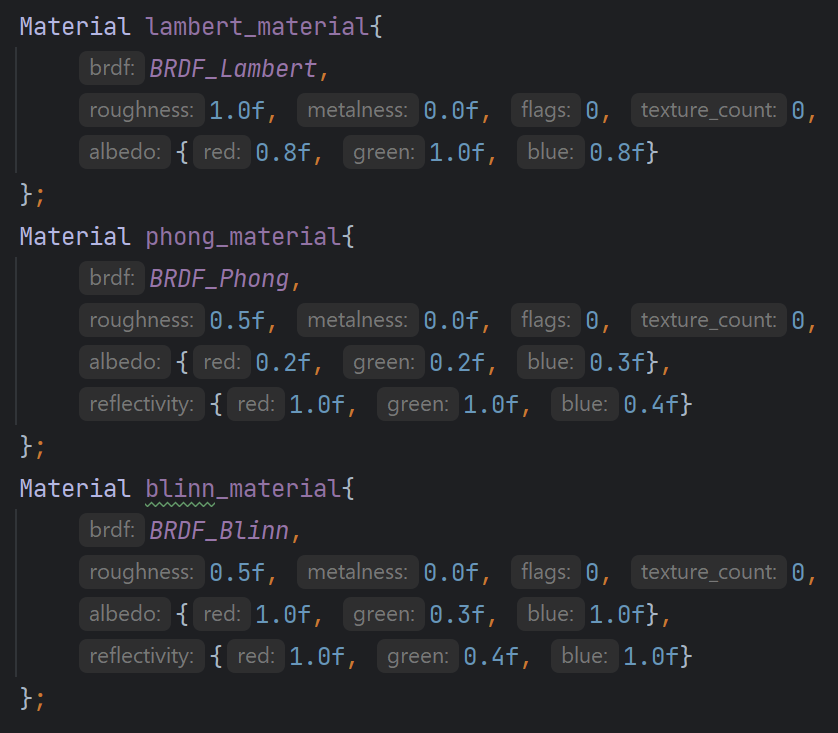 Material lambert_material{
brdf: BRDF_Lambert,
roughness: 1.0f, metalness: 0.0f, flags: 0, texture_count: 0,
albedo: { red: 0.8f, green: 1.0f, blue: 0.8f}
};
Material phong_material{
brdf: BRDF_Phong,
roughness: 0.5f, metalness: 0.0f, flags: 0, texture_count: 0,
albedo: { red: 0.2f, green: 0.2f, blue: 0.3f},
reflectivity: { red: 1.0f, green: 1.0f, blue: 0.4f}
};
Material blinn_material{
brdf: BRDF_Blinn,
roughness: 0.5f, metalness: 0.0f, flags: 0, texture_count: 0,
albedo: { red: 1.0f, green: 0.3f, blue: 1.0f},
reflectivity: { red: 1.0f, green: 0.4f, blue: 1.0f}
};